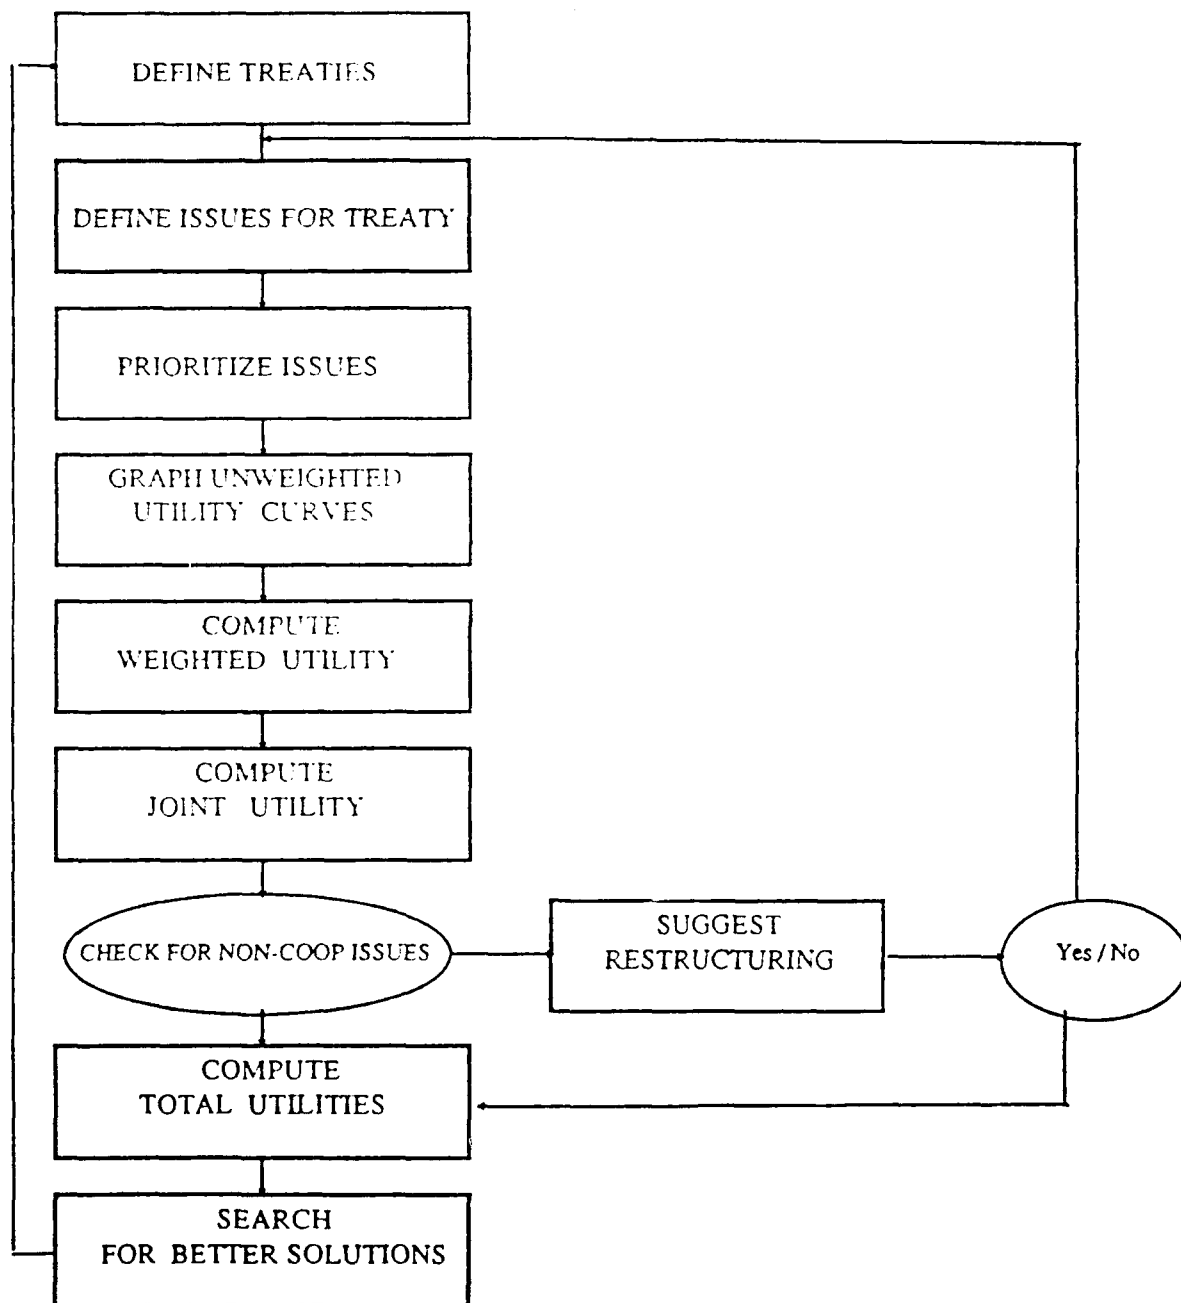 DEFINE TREATIES
DEFINE ISSUES FOR TREATY
PRIORITIZE ISSUES
GRAPH UNWEIGHTED
UTILITY CURVES
COMPUTE
WEIGHTED UTILITY
COMPUTE
JOINT UTILITY
CHECK FOR NON-COOP ISSUES
SUGGEST
RESTRUCTURING
Yes / No
COMPUTE
TOTAL UTILITIES
SEARCH
FOR BETTER SOLUTIONS